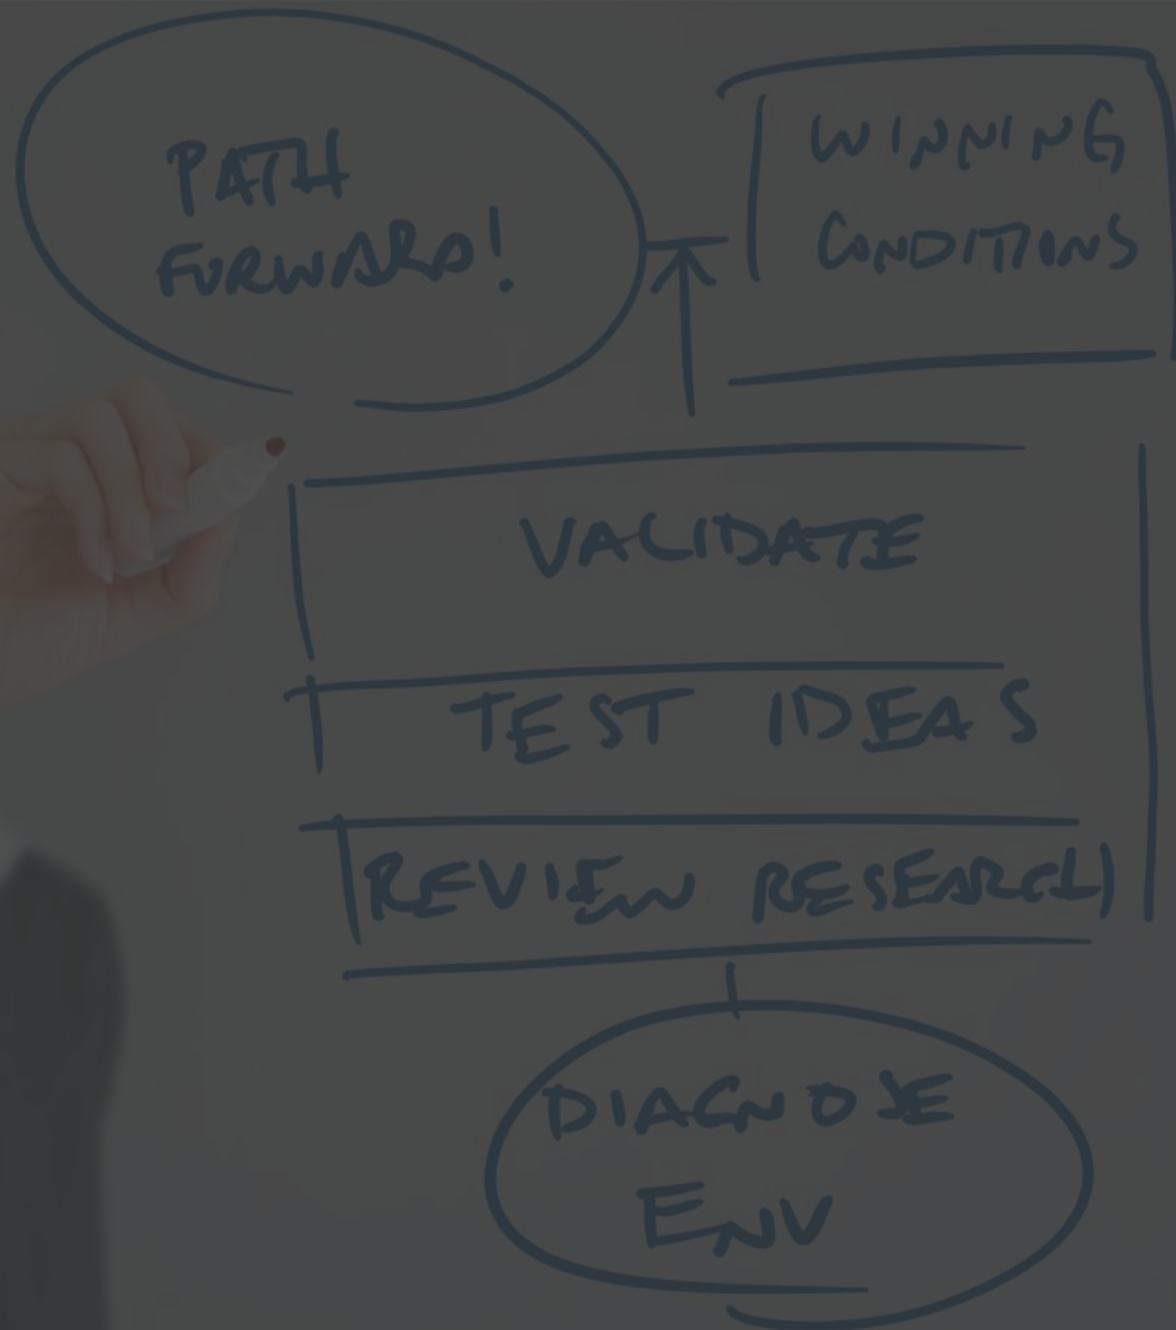 PATH
FORWARD!
WINNING
CONDITIONS
VALIDATE
TEST IDEAS
REVIEW RESEARCH
DIAGNOSE
ENV